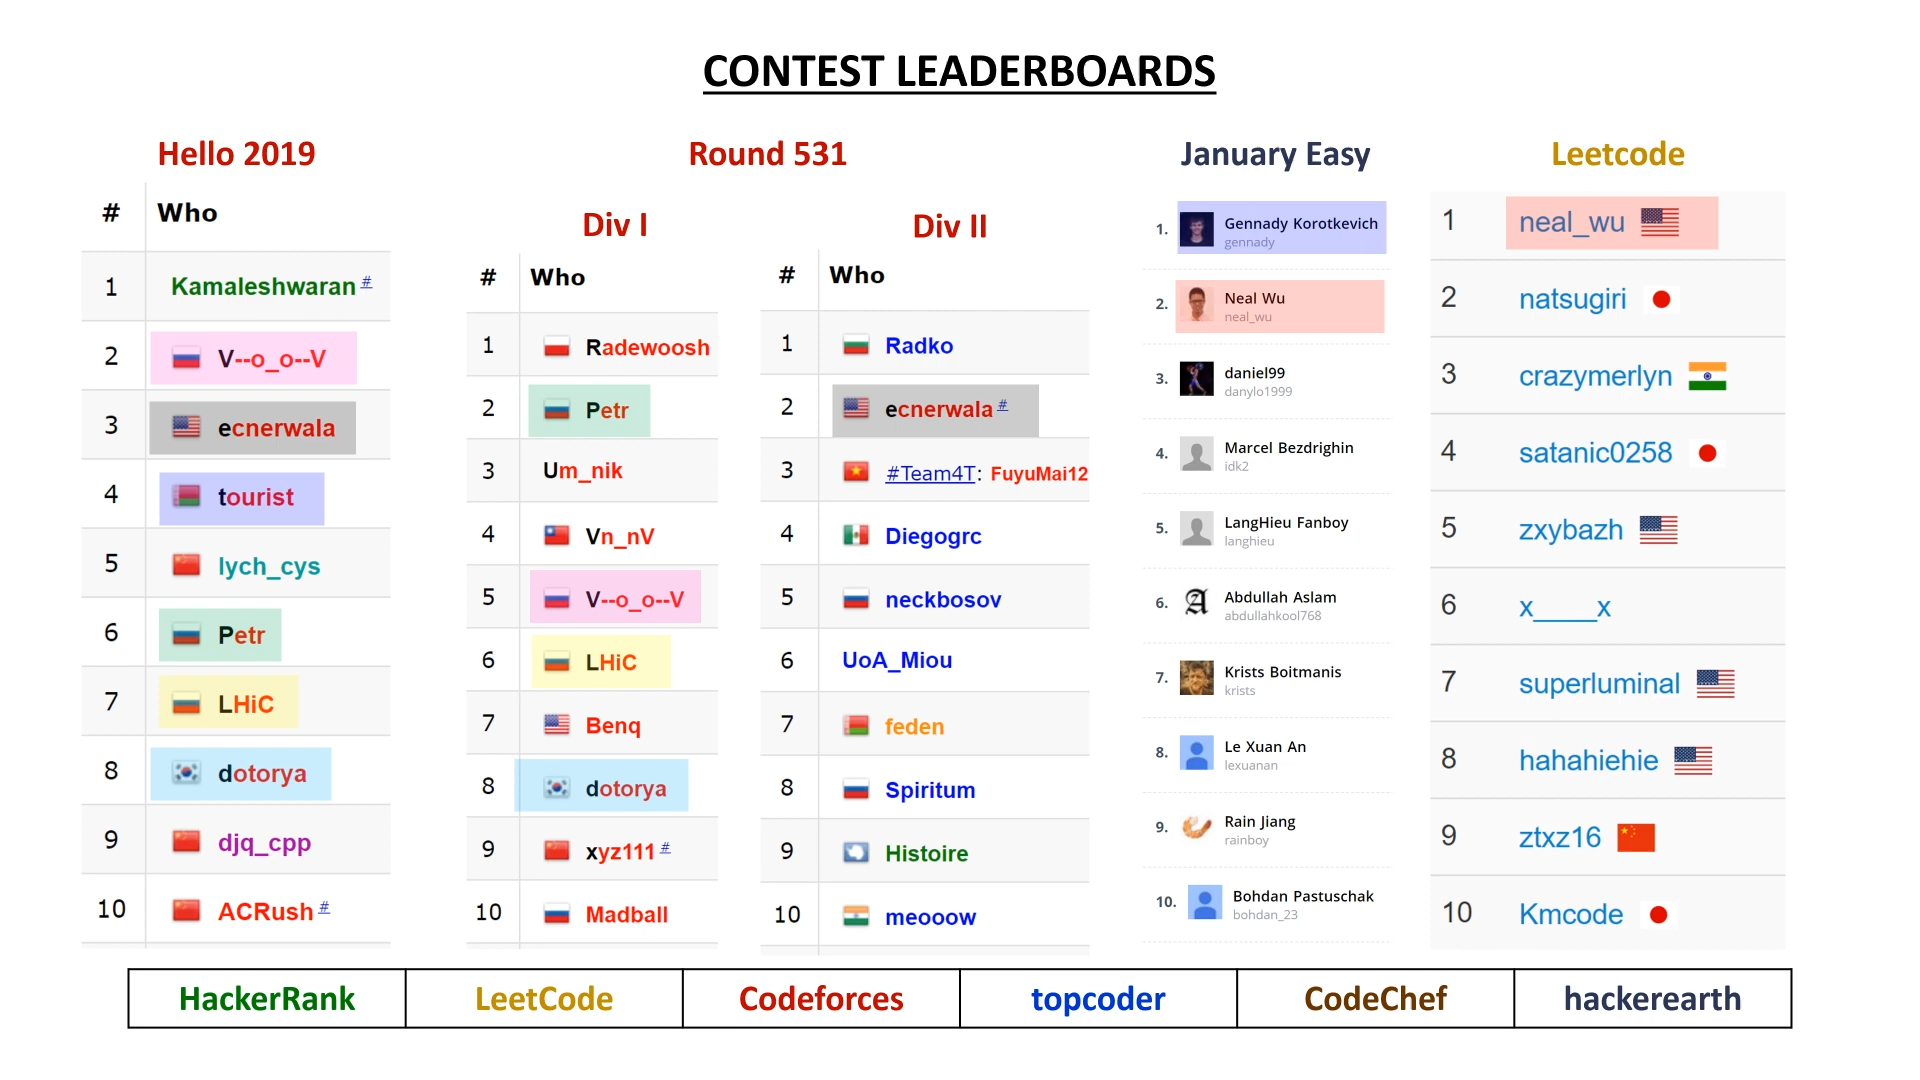 CONTEST LEADERBOARDS
Hello 2019
# Who
1 Kamaleshwaran #
2 V--o_o--V
3 ecnerwala
4 tourist
5 lych_cys
6 Petr
7 LHiC
8 dotorya
9 djq_cpp
10 ACRush #
Round 531
Div I
# Who
1 Radewoosh
2 Petr
3 Um_nik
4 Vn_nV
5 V--o_o--V
6 LHiC
7 Benq
8 dotorya
9 xyz111 #
10 Madball
Div II
# Who
1 Radko
2 ecnerwala #
3 #Team4T: FuyuMai12
4 Diegogrc
5 neckbosov
6 UoA_Miou
7 feden
8 Spiritum
9 Histoire
10 meooow
January Easy
1. Gennady Korotkevich
gennady
2. Neal Wu
neal_wu
3. daniel99
danylo1999
4. Marcel Bezdrighin
idk2
5. LangHieu Fanboy
langhieu
6. Abdullah Aslam
abdullahkool768
7. Krists Boitmanis
krists
8. Le Xuan An
lexuanan
9. Rain Jiang
rainboy
10. Bohdan Pastuschak
bohdan_23
Leetcode
1 neal_wu
2 natsugiri
3 crazymerlyn
4 satanic0258
5 zxybazh
6 x____x
7 superluminal
8 hahahiehie
9 ztxz16
10 Kmcode
HackerRank LeetCode Codeforces topcoder CodeChef hackerearth